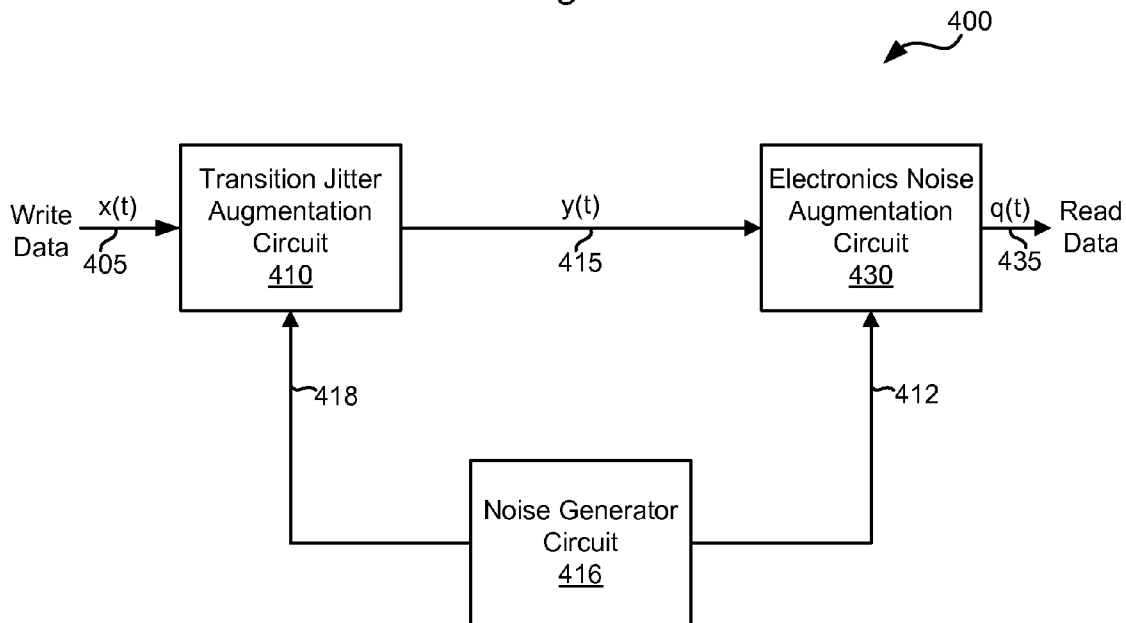 400
Write
Data
x(t)
405
Transition Jitter
Augmentation
Circuit
410
y(t)
415
Electronics Noise
Augmentation
Circuit
430
q(t)
435
Read
Data
418
412
Noise Generator
Circuit
416